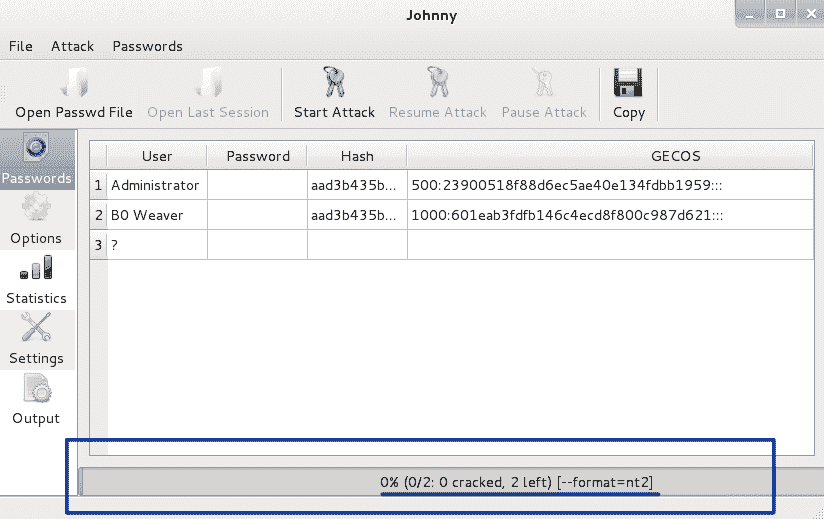 Johnny
File Attack Passwords
Open Passwd File Open Last Session Start Attack Resume Attack Pause Attack Copy
Passwords
Options
Statistics
Settings
Output
User Password Hash GECOS
1 Administrator aad3b435b... 500:23900518f88d6ec5ae40e134fdbb1959:::
2 B0 Weaver aad3b435b... 1000:601eab3fdfb146c4ecd8f800c987d621:::
3 ?
0% (0/2: 0 cracked, 2 left) [--format=nt2]